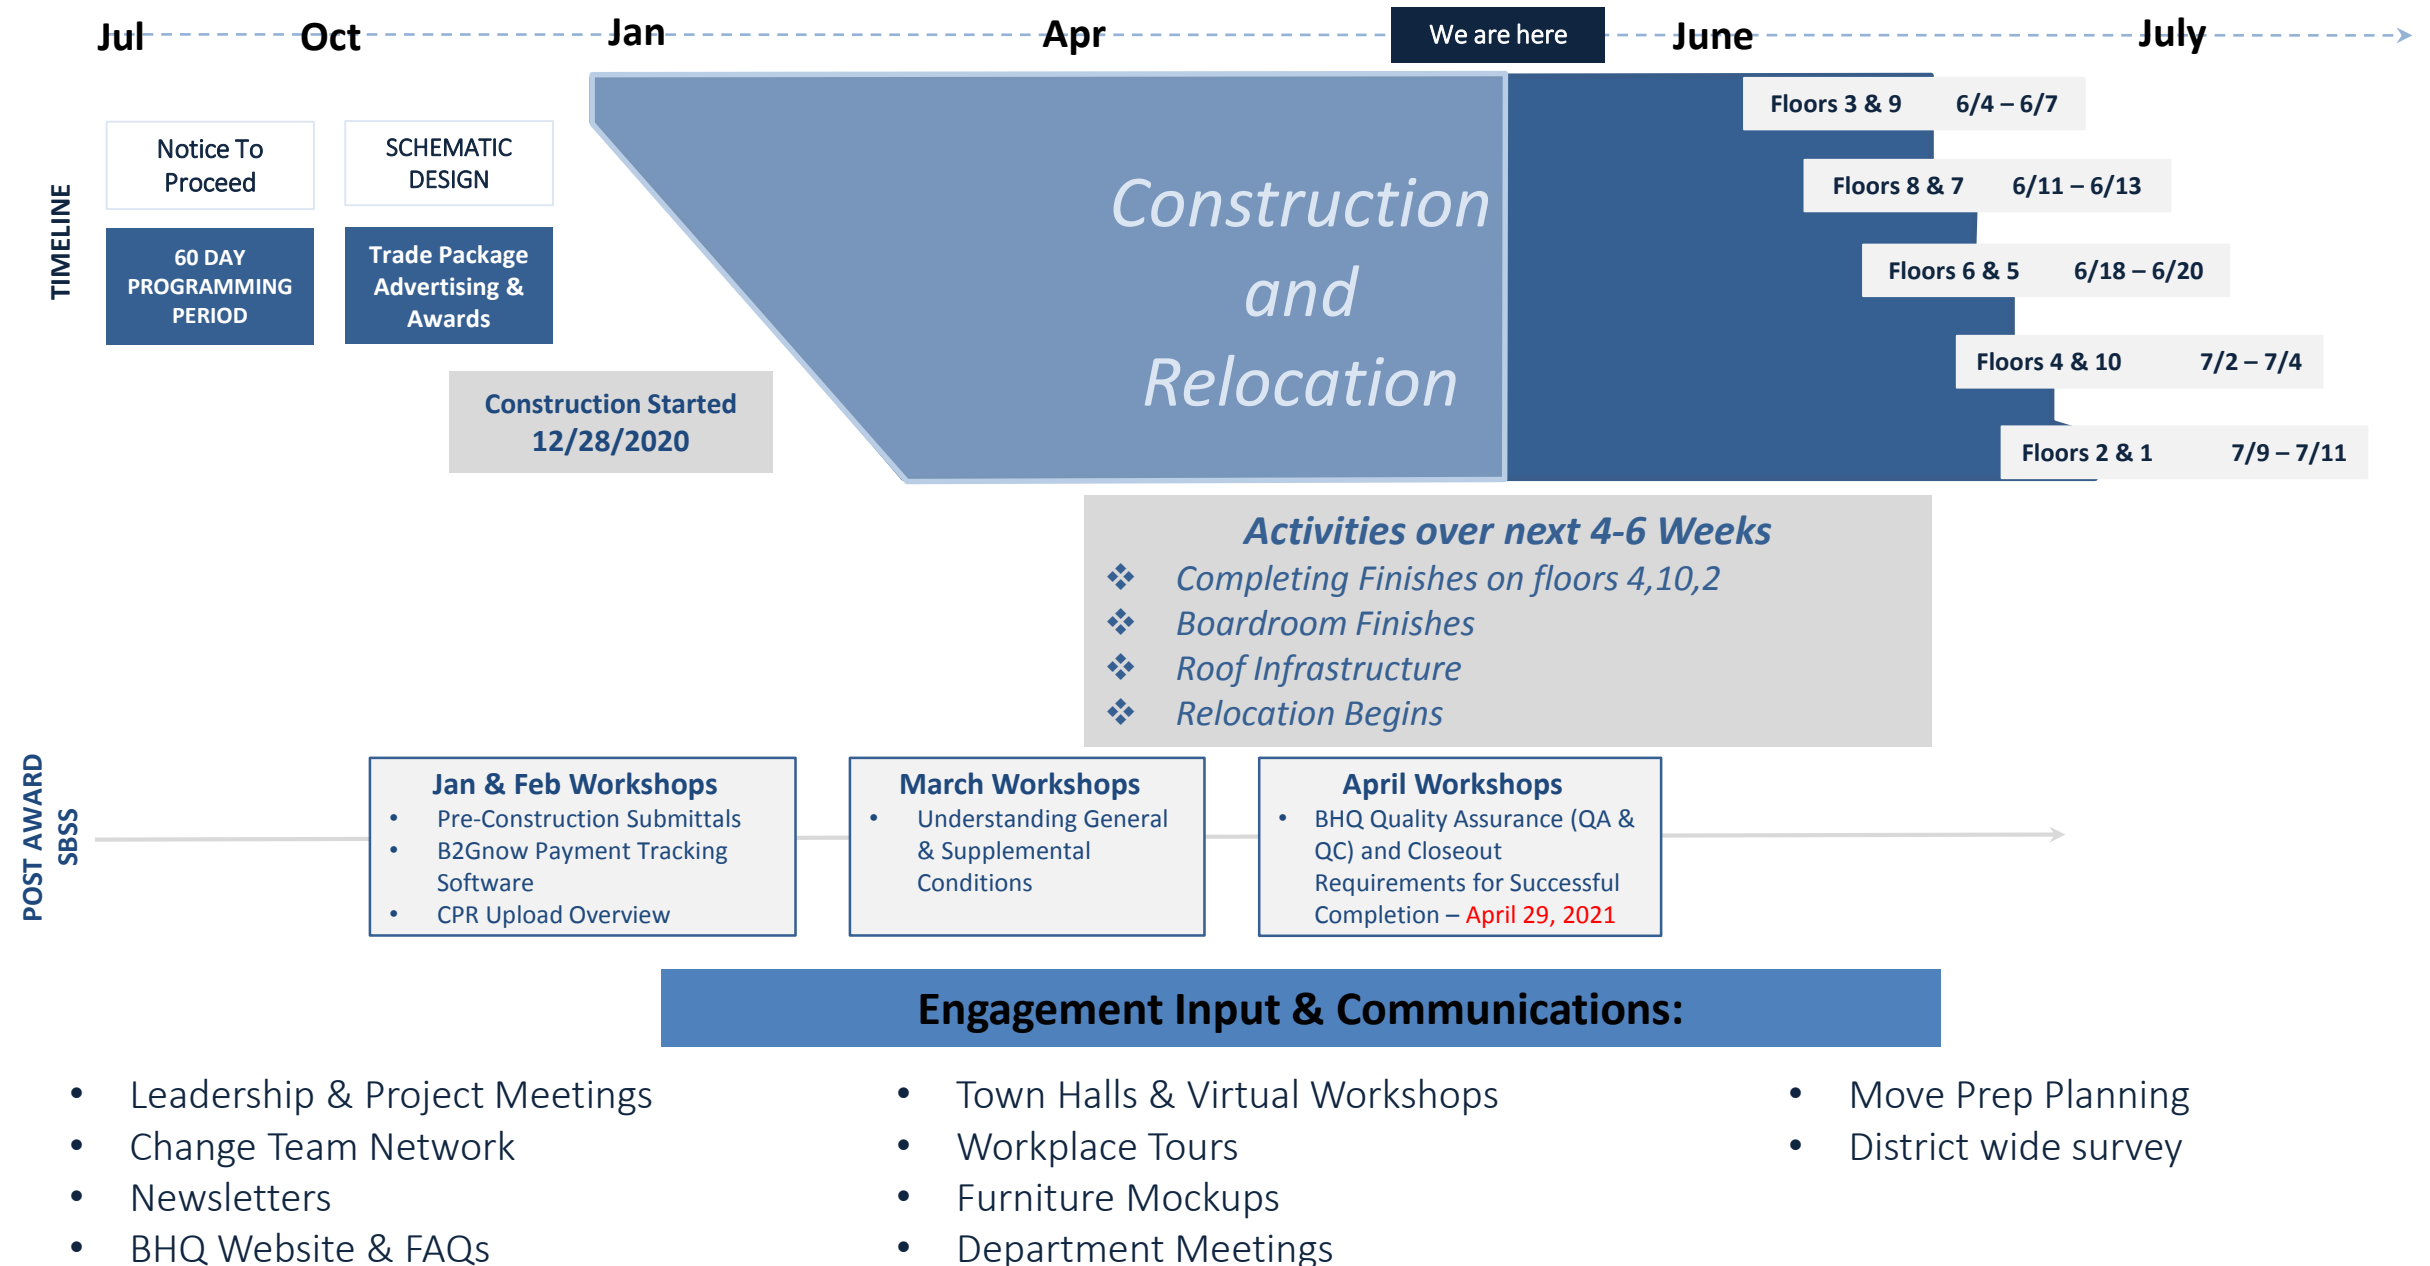 Jul
Oct
Jan
Apr
We are here
June
July
TIMELINE
Notice To
Proceed
SCHEMATIC
DESIGN
60 DAY
PROGRAMMING
PERIOD
Trade Package
Advertising &
Awards
Construction Started
12/28/2020
Construction
and
Relocation
Floors 3 & 9 6/4 – 6/7
Floors 8 & 7 6/11 – 6/13
Floors 6 & 5 6/18 – 6/20
Floors 4 & 10 7/2 – 7/4
Floors 2 & 1 7/9 – 7/11
Activities over next 4-6 Weeks
❖ Completing Finishes on floors 4,10,2
❖ Boardroom Finishes
❖ Roof Infrastructure
❖ Relocation Begins
POST AWARD
SBSS
Jan & Feb Workshops
• Pre-Construction Submittals
• B2Gnow Payment Tracking
Software
• CPR Upload Overview
March Workshops
• Understanding General
& Supplemental
Conditions
April Workshops
• BHQ Quality Assurance (QA &
QC) and Closeout
Requirements for Successful
Completion – April 29, 2021
Engagement Input & Communications:
• Leadership & Project Meetings
• Change Team Network
• Newsletters
• BHQ Website & FAQs
• Town Halls & Virtual Workshops
• Workplace Tours
• Furniture Mockups
• Department Meetings
• Move Prep Planning
• District wide survey